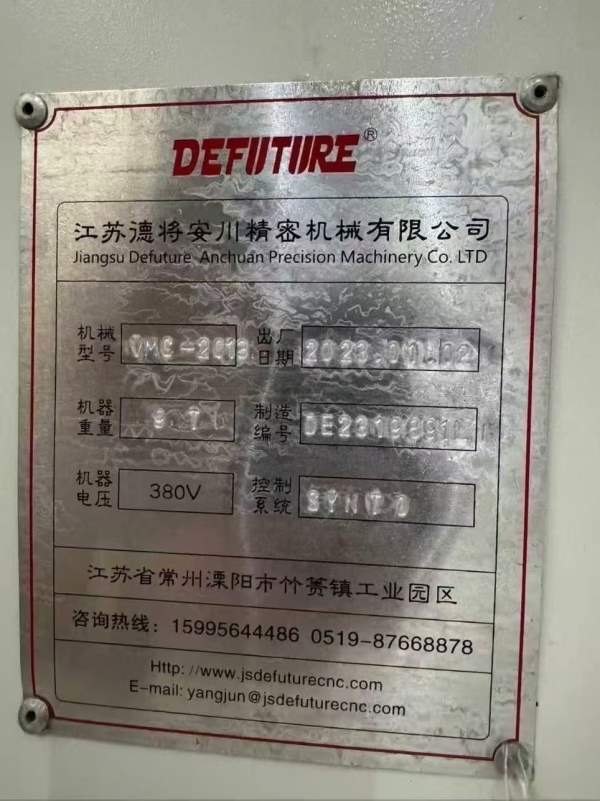 DEFUTURE®
江苏德将安川精密机械有限公司
Jiangsu Defuture Anchuan Precision Machinery Co. LTD
机械型号 出厂日期
机器重量 制造编号
机器电压 380V 控制系统
江苏省常州溧阳市竹箦镇工业园区
咨询热线：15995644486 0519-87668878
Http: //www.jsdefuturecnc.com
E-mail: yangjun@jsdefuturecnc.com